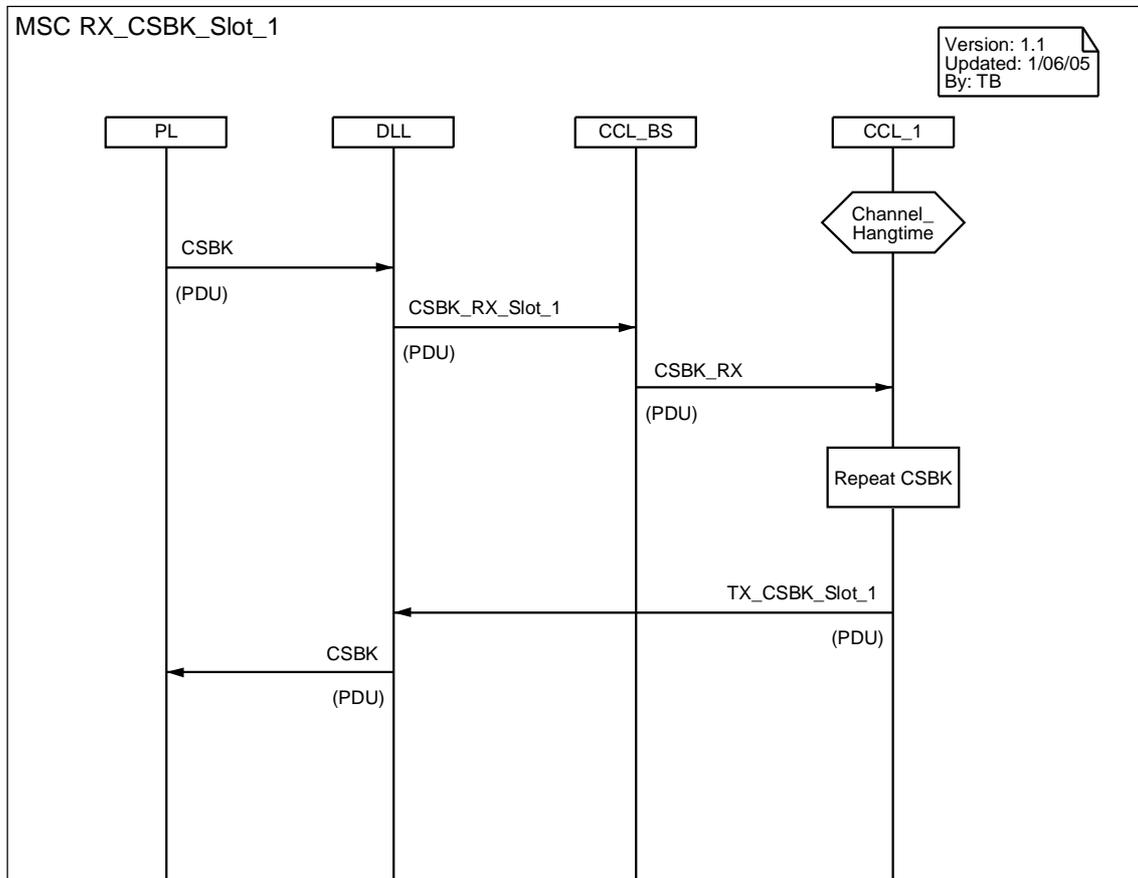 MSC RX_CSBK_Slot_1
Version: 1.1
Updated: 1/06/05
By: TB
PL
DLL
CCL_BS
CCL_1
Channel_
Hangtime
CSBK
(PDU)
CSBK_RX_Slot_1
(PDU)
CSBK_RX
(PDU)
Repeat CSBK
TX_CSBK_Slot_1
(PDU)
CSBK
(PDU)